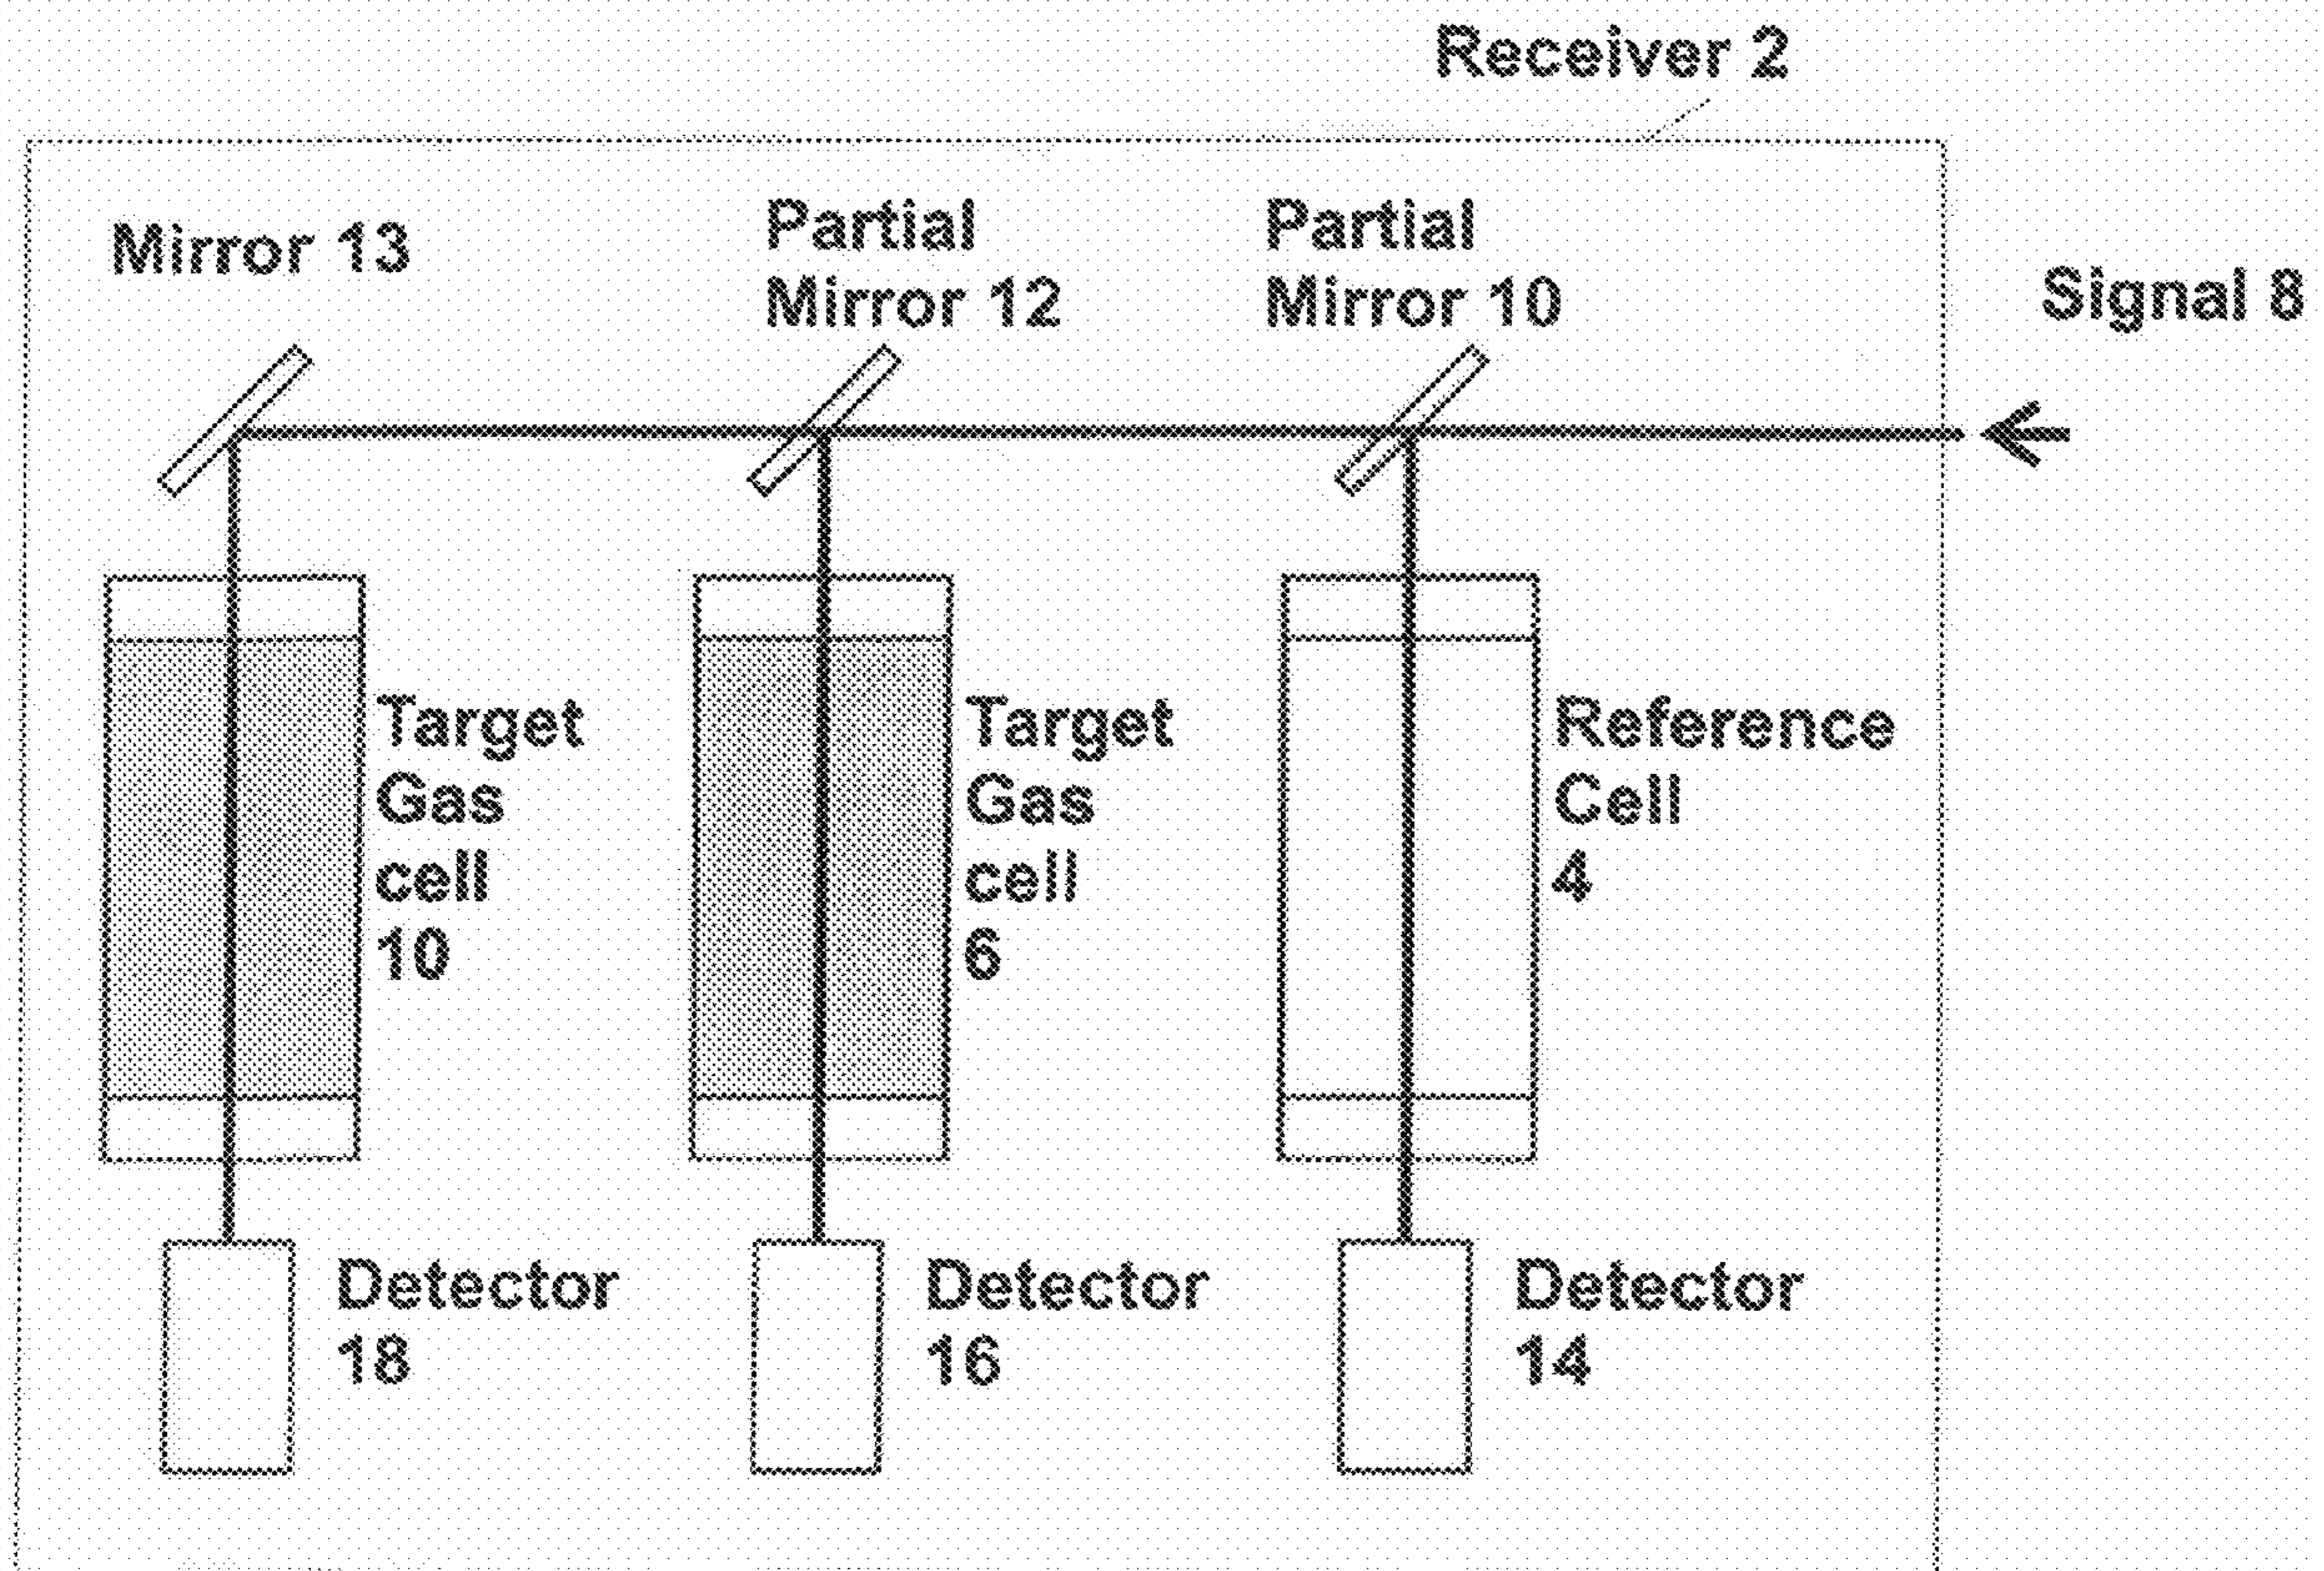 Receiver 2
Mirror 13
Partial
Mirror 12
Partial
Mirror 10
Signal 8
Target
Gas
cell
10
Target
Gas
cell
6
Reference
Cell
4
Detector
18
Detector
16
Detector
14